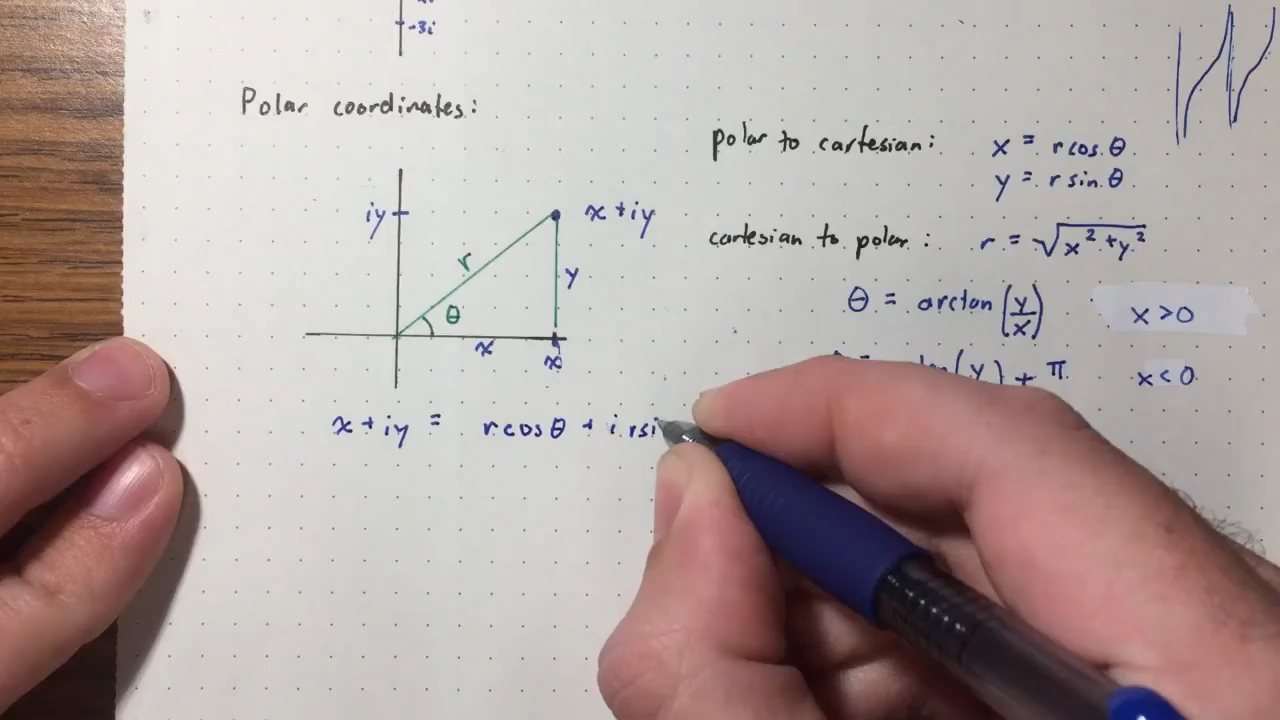 -3i
Polar coordinates:
iy
x+iy
r
y
θ
x
x
polar to cartesian: x = r cos θ
y = r sin θ
cartesian to polar: r = √x²+y²
θ = arctan (y/x) x>0
(y + π x<0
x+iy = r cos θ + i r si